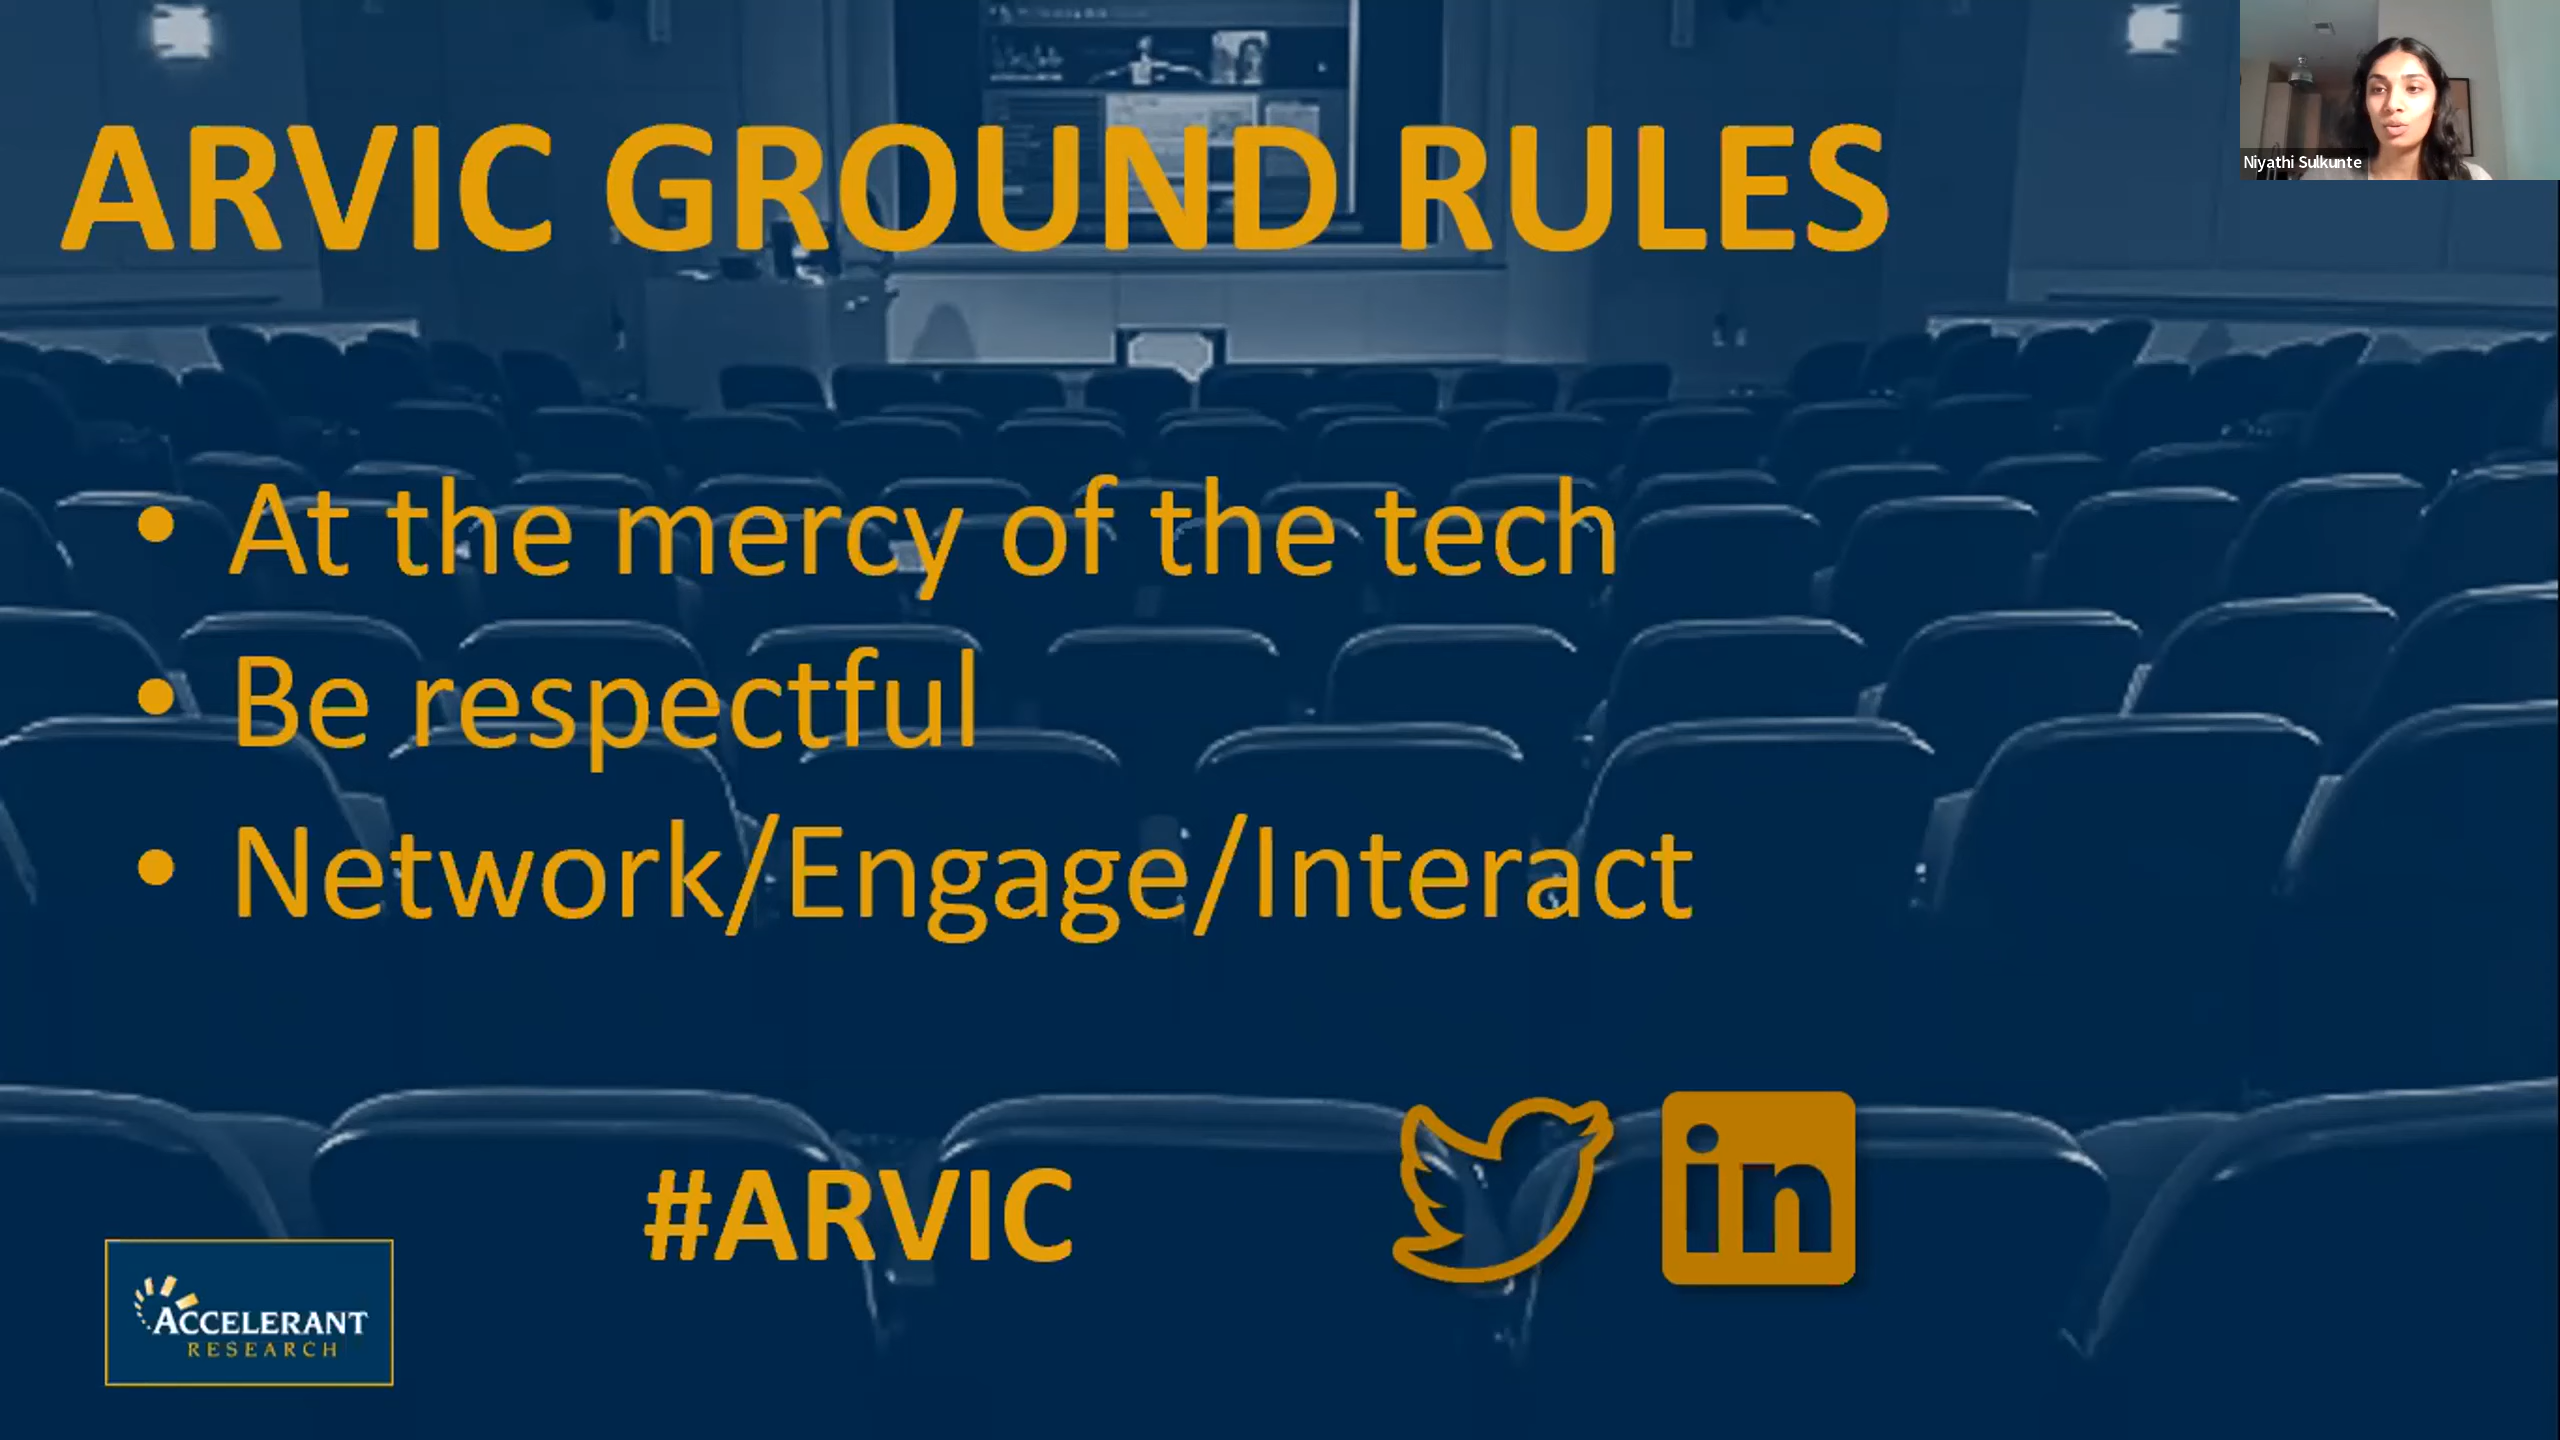 ARVIC GROUND RULES
Niyathi Sulkunte
• At the mercy of the tech
• Be respectful
• Network/Engage/Interact
#ARVIC
in
ACCELERANT
RESEARCH